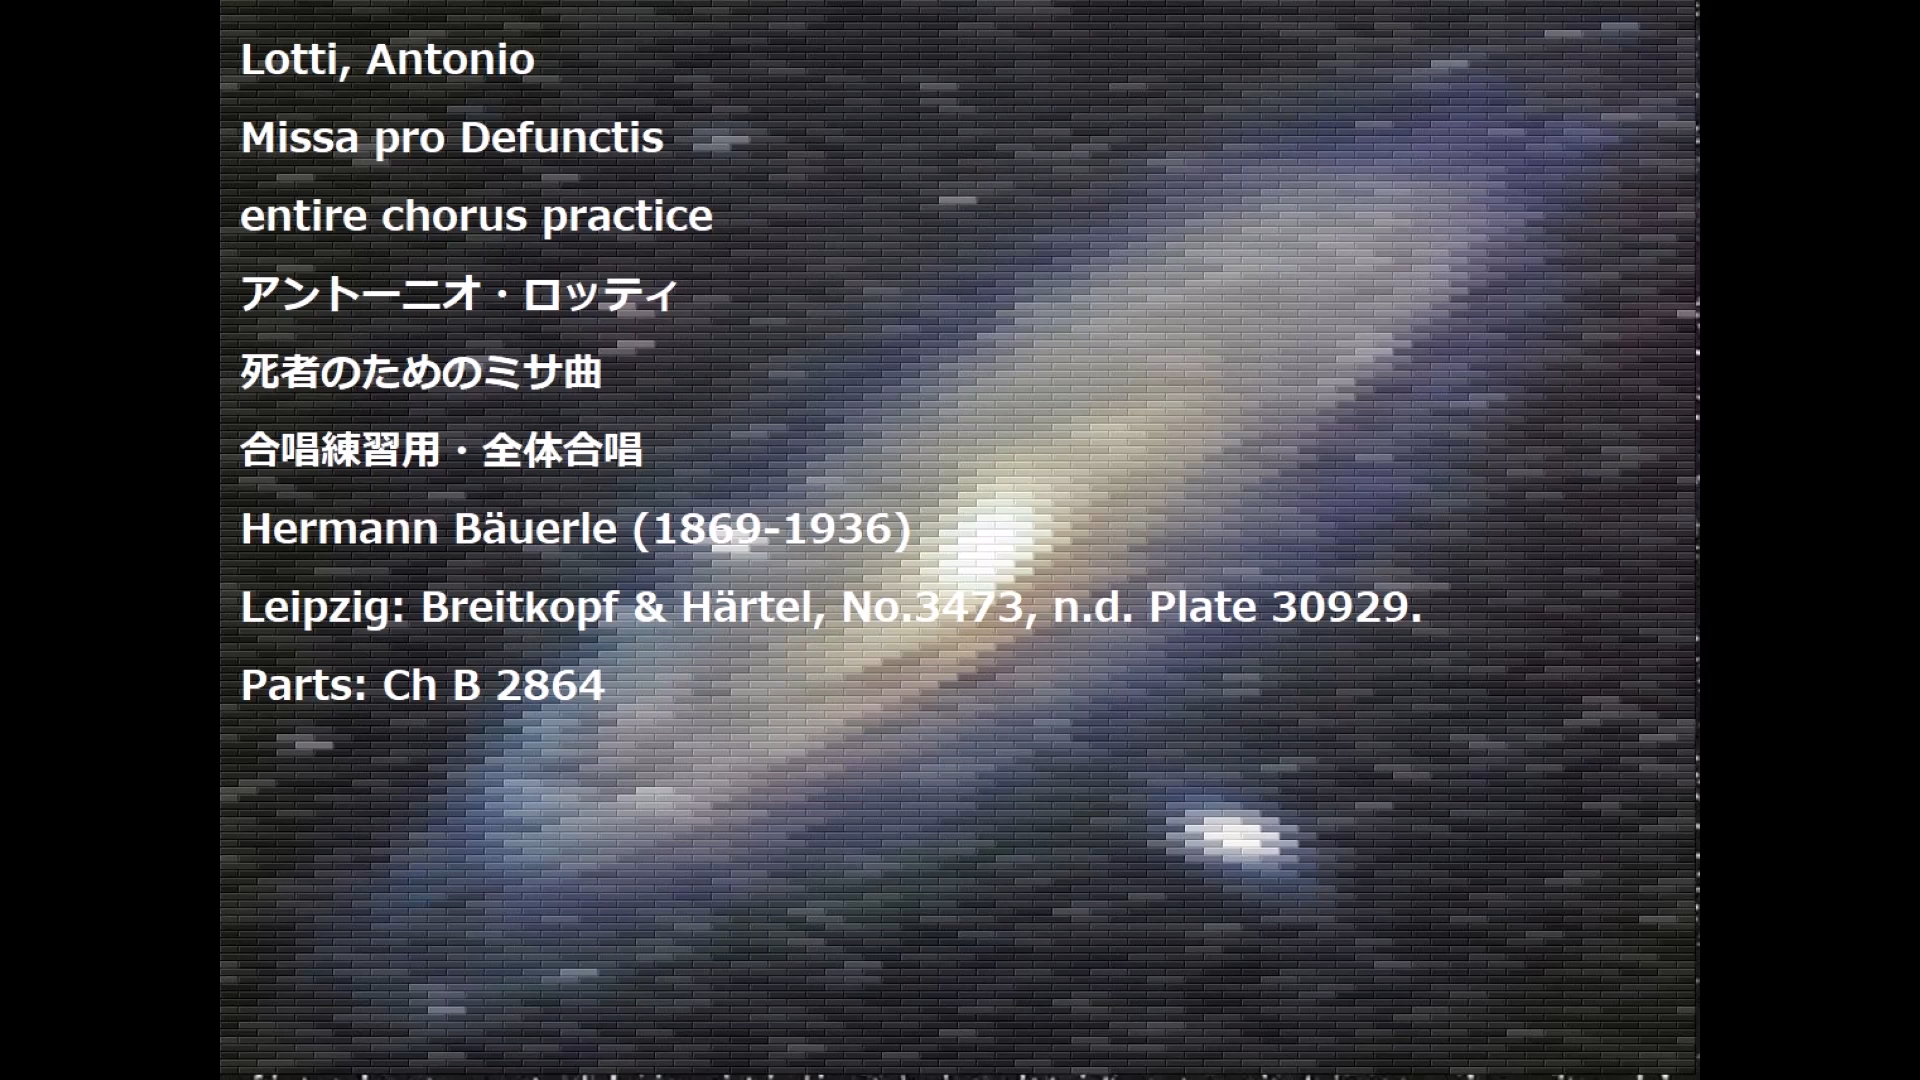 Lotti, Antonio
Missa pro Defunctis
entire chorus practice
アントーニオ・ロッティ
死者のためのミサ曲
合唱練習用・全体合唱
Hermann Bäuerle (1869-1936)
Leipzig: Breitkopf & Härtel, No.3473, n.d. Plate 30929.
Parts: Ch B 2864